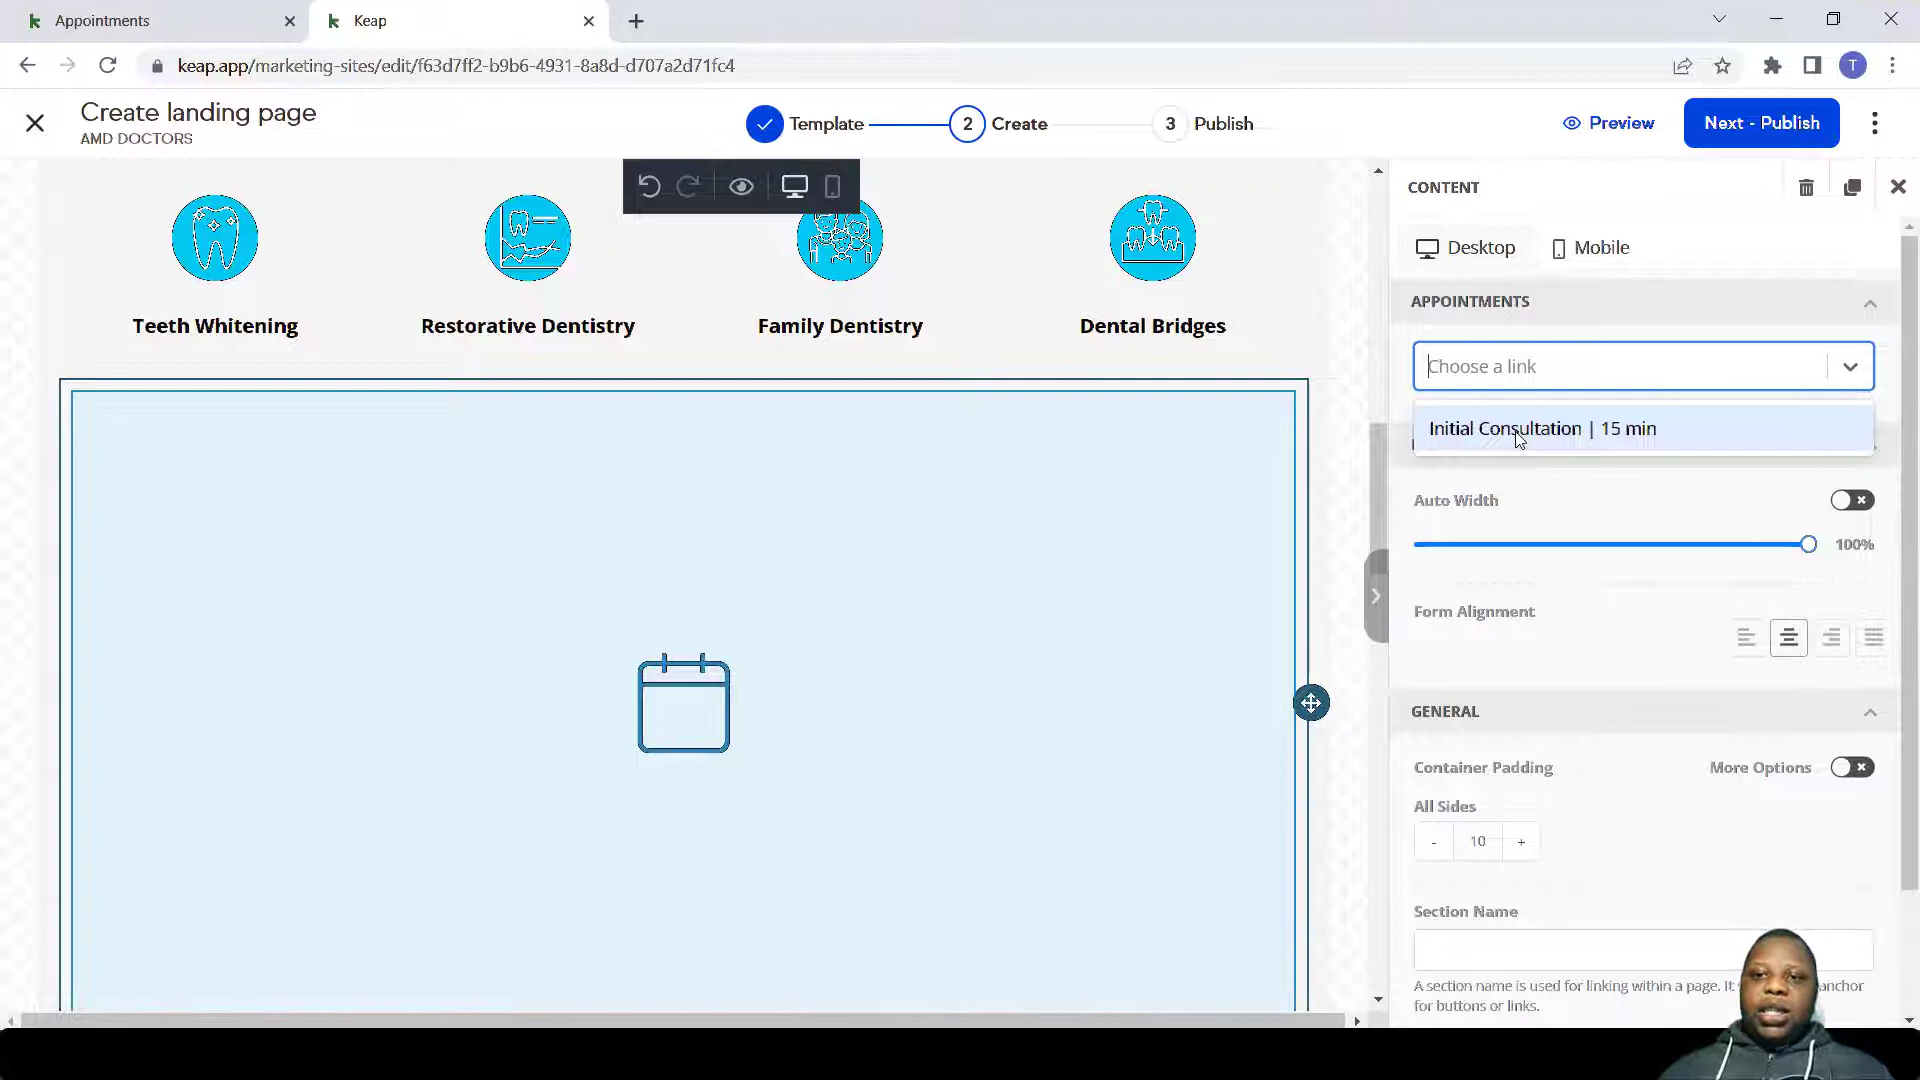 Appointments
Keap
keap.app/marketing-sites/edit/f63d7ff2-b9b6-4931-8a8d-d707a2d71fc4
T
Create landing page
AMD DOCTORS
Template
2 Create
3 Publish
Preview
Next - Publish
CONTENT
Desktop
Mobile
APPOINTMENTS
Choose a link
Initial Consultation | 15 min
Auto Width
100%
Form Alignment
GENERAL
Container Padding
More Options
All Sides
- 10 +
Section Name
A section name is used for linking within a page. It anchor
for buttons or links.
Teeth Whitening
Restorative Dentistry
Family Dentistry
Dental Bridges